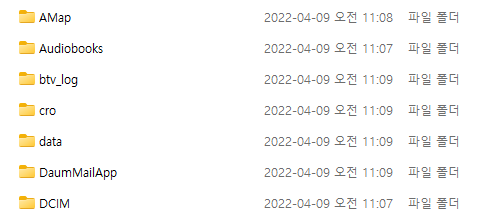 AMap 2022-04-09 오전 11:08 파일 폴더
Audiobooks 2022-04-09 오전 11:07 파일 폴더
btv_log 2022-04-09 오전 11:09 파일 폴더
cro 2022-04-09 오전 11:09 파일 폴더
data 2022-04-09 오전 11:09 파일 폴더
DaumMailApp 2022-04-09 오전 11:09 파일 폴더
DCIM 2022-04-09 오전 11:07 파일 폴더